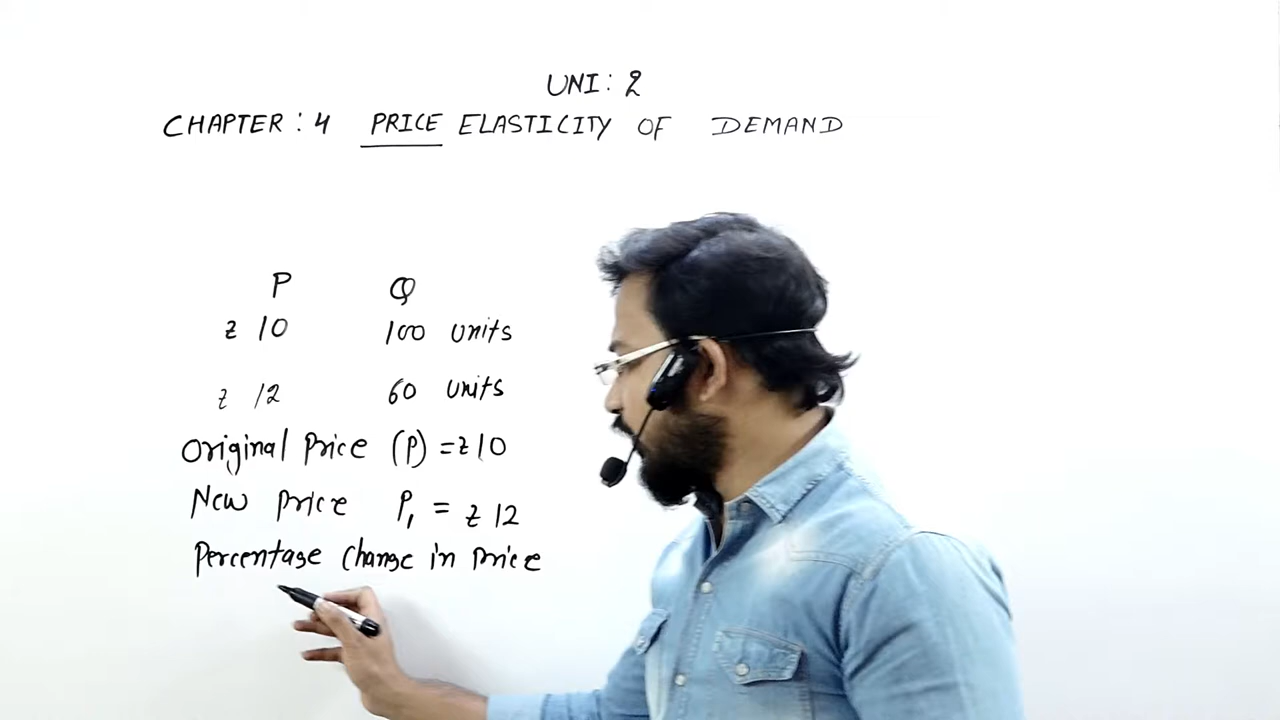 UNI: 2
CHAPTER: 4 PRICE ELASTICITY OF DEMAND
P Q
z 10 100 units
z 12 60 units
Original Price (P) = z 10
New price P₁ = z 12
Percentage change in price